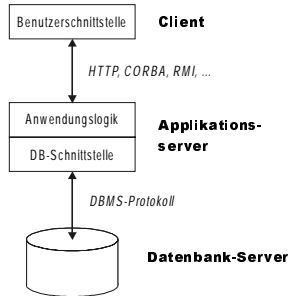 Benutzerschnittstelle
Client
HTTP, CORBA, RMI, ...
Anwendungslogik
Applikations-
server
DB-Schnittstelle
DBMS-Protokoll
Datenbank-Server